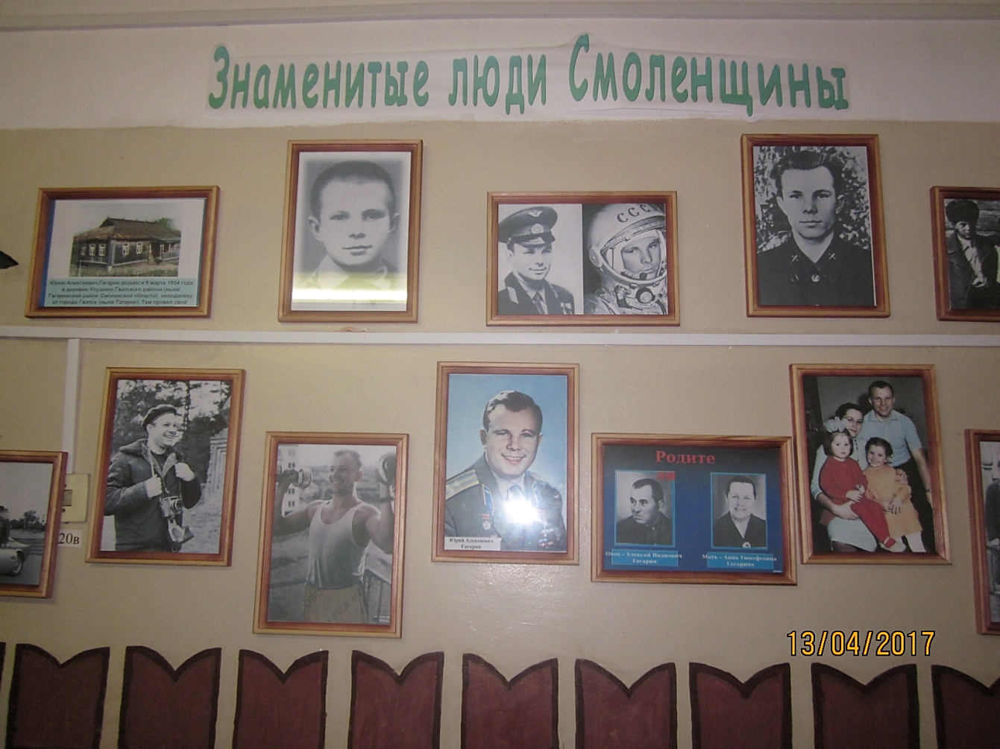 Знаменитые люди Смоленщины
Юрий Алексеевич Гагарин родился 9 марта 1934 года
в деревне Клушино Гжатского района (ныне
Гагаринский район Смоленской области), неподалёку
от города Гжатск (ныне Гагарин). Там провел свое
СССР
Юрий Алексеевич
Гагарин
Родите
Отец - Алексей Иванович
Гагарин
Мать - Анна Тимофеевна
Гагарина
20в
13/04/2017